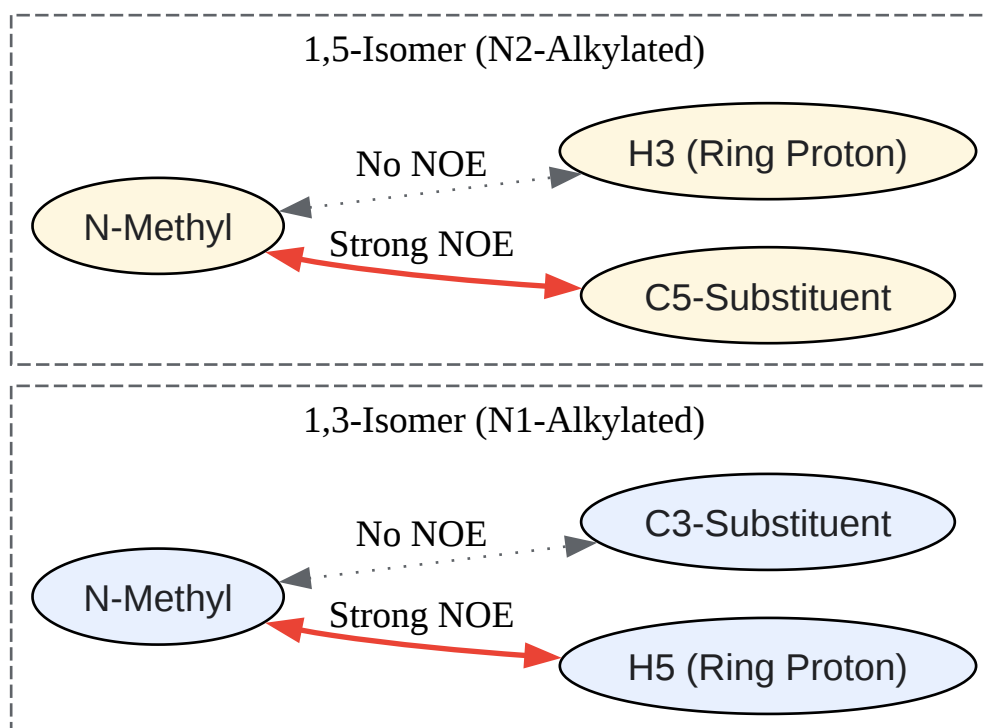 1,5-Isomer (N2-Alkylated)
No NOE
H3 (Ring Proton)
N-Methyl
Strong NOE
C5-Substituent
1,3-Isomer (N1-Alkylated)
No NOE
C3-Substituent
N-Methyl
Strong NOE
H5 (Ring Proton)